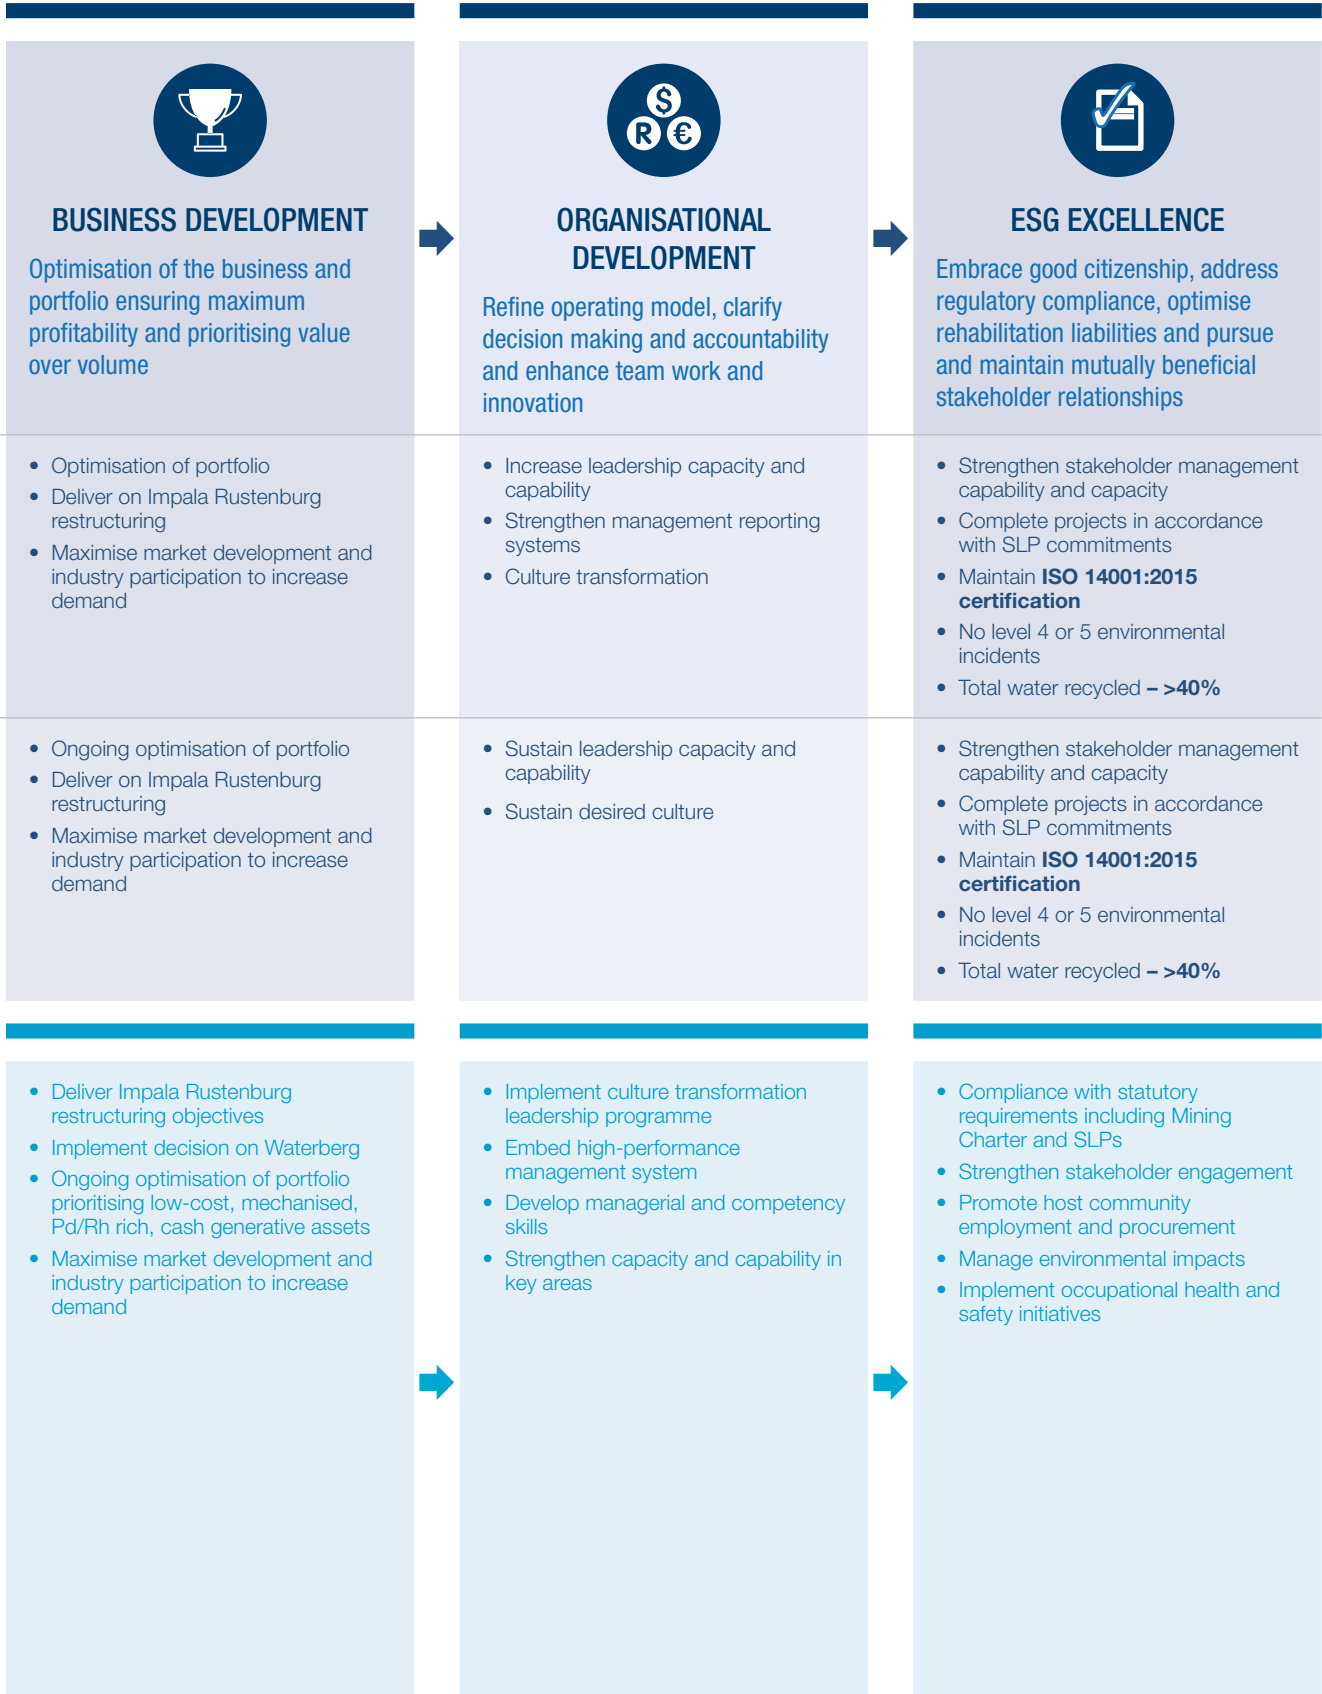 $
R
€
BUSINESS DEVELOPMENT
Optimisation of the business and
portfolio ensuring maximum
profitability and prioritising value
over volume
ORGANISATIONAL
DEVELOPMENT
Refine operating model, clarify
decision making and accountability
and enhance team work and
innovation
ESG EXCELLENCE
Embrace good citizenship, address
regulatory compliance, optimise
rehabilitation liabilities and pursue
and maintain mutually beneficial
stakeholder relationships
• Optimisation of portfolio
• Deliver on Impala Rustenburg
restructuring
• Maximise market development and
industry participation to increase
demand
• Increase leadership capacity and
capability
• Strengthen management reporting
systems
• Culture transformation
• Strengthen stakeholder management
capability and capacity
• Complete projects in accordance
with SLP commitments
• Maintain ISO 14001:2015
certification
• No level 4 or 5 environmental
incidents
• Total water recycled – >40%
• Ongoing optimisation of portfolio
• Deliver on Impala Rustenburg
restructuring
• Maximise market development and
industry participation to increase
demand
• Sustain leadership capacity and
capability
• Sustain desired culture
• Strengthen stakeholder management
capability and capacity
• Complete projects in accordance
with SLP commitments
• Maintain ISO 14001:2015
certification
• No level 4 or 5 environmental
incidents
• Total water recycled – >40%
• Deliver Impala Rustenburg
restructuring objectives
• Implement decision on Waterberg
• Ongoing optimisation of portfolio
prioritising low-cost, mechanised,
Pd/Rh rich, cash generative assets
• Maximise market development and
industry participation to increase
demand
• Implement culture transformation
leadership programme
• Embed high-performance
management system
• Develop managerial and competency
skills
• Strengthen capacity and capability in
key areas
• Compliance with statutory
requirements including Mining
Charter and SLPs
• Strengthen stakeholder engagement
• Promote host community
employment and procurement
• Manage environmental impacts
• Implement occupational health and
safety initiatives